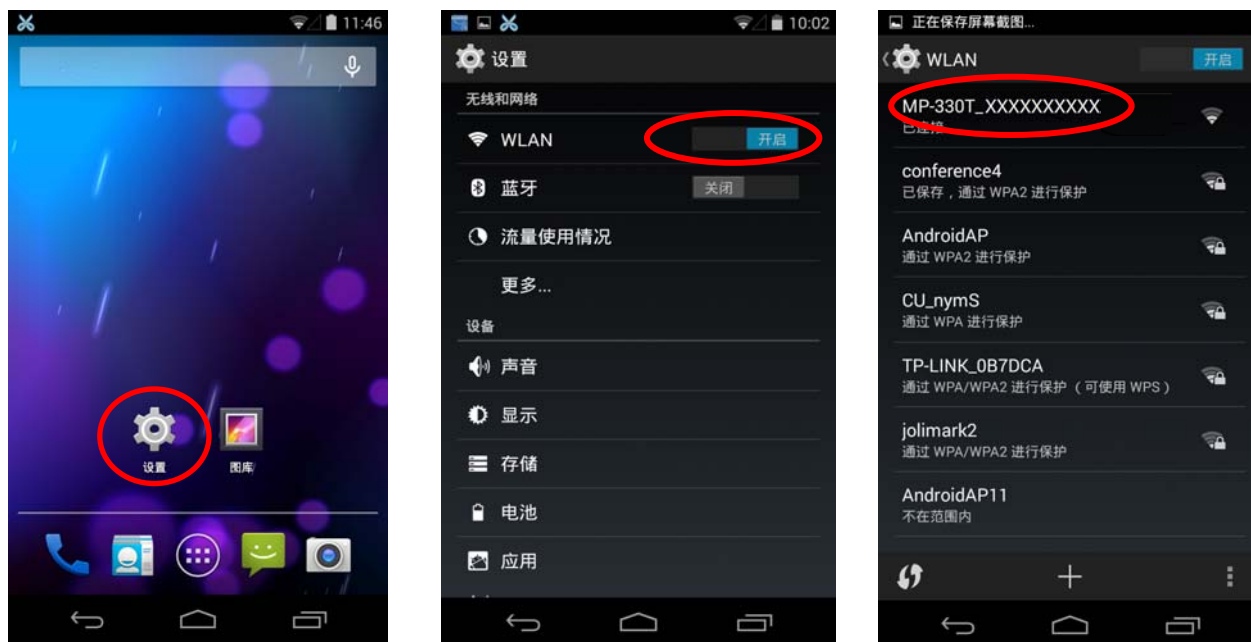 11:46
设置
图库
10:02
设置
无线和网络
WLAN
开启
蓝牙
关闭
流量使用情况
更多...
设备
声音
显示
存储
电池
应用
正在保存屏幕截图...
WLAN
开启
MP-330T_XXXXXXXXXX
已连接
conference4
已保存，通过 WPA2 进行保护
AndroidAP
通过 WPA2 进行保护
CU_nymS
通过 WPA 进行保护
TP-LINK_0B7DCA
通过 WPA/WPA2 进行保护 （可使用 WPS）
jolimark2
通过 WPA/WPA2 进行保护
AndroidAP11
不在范围内